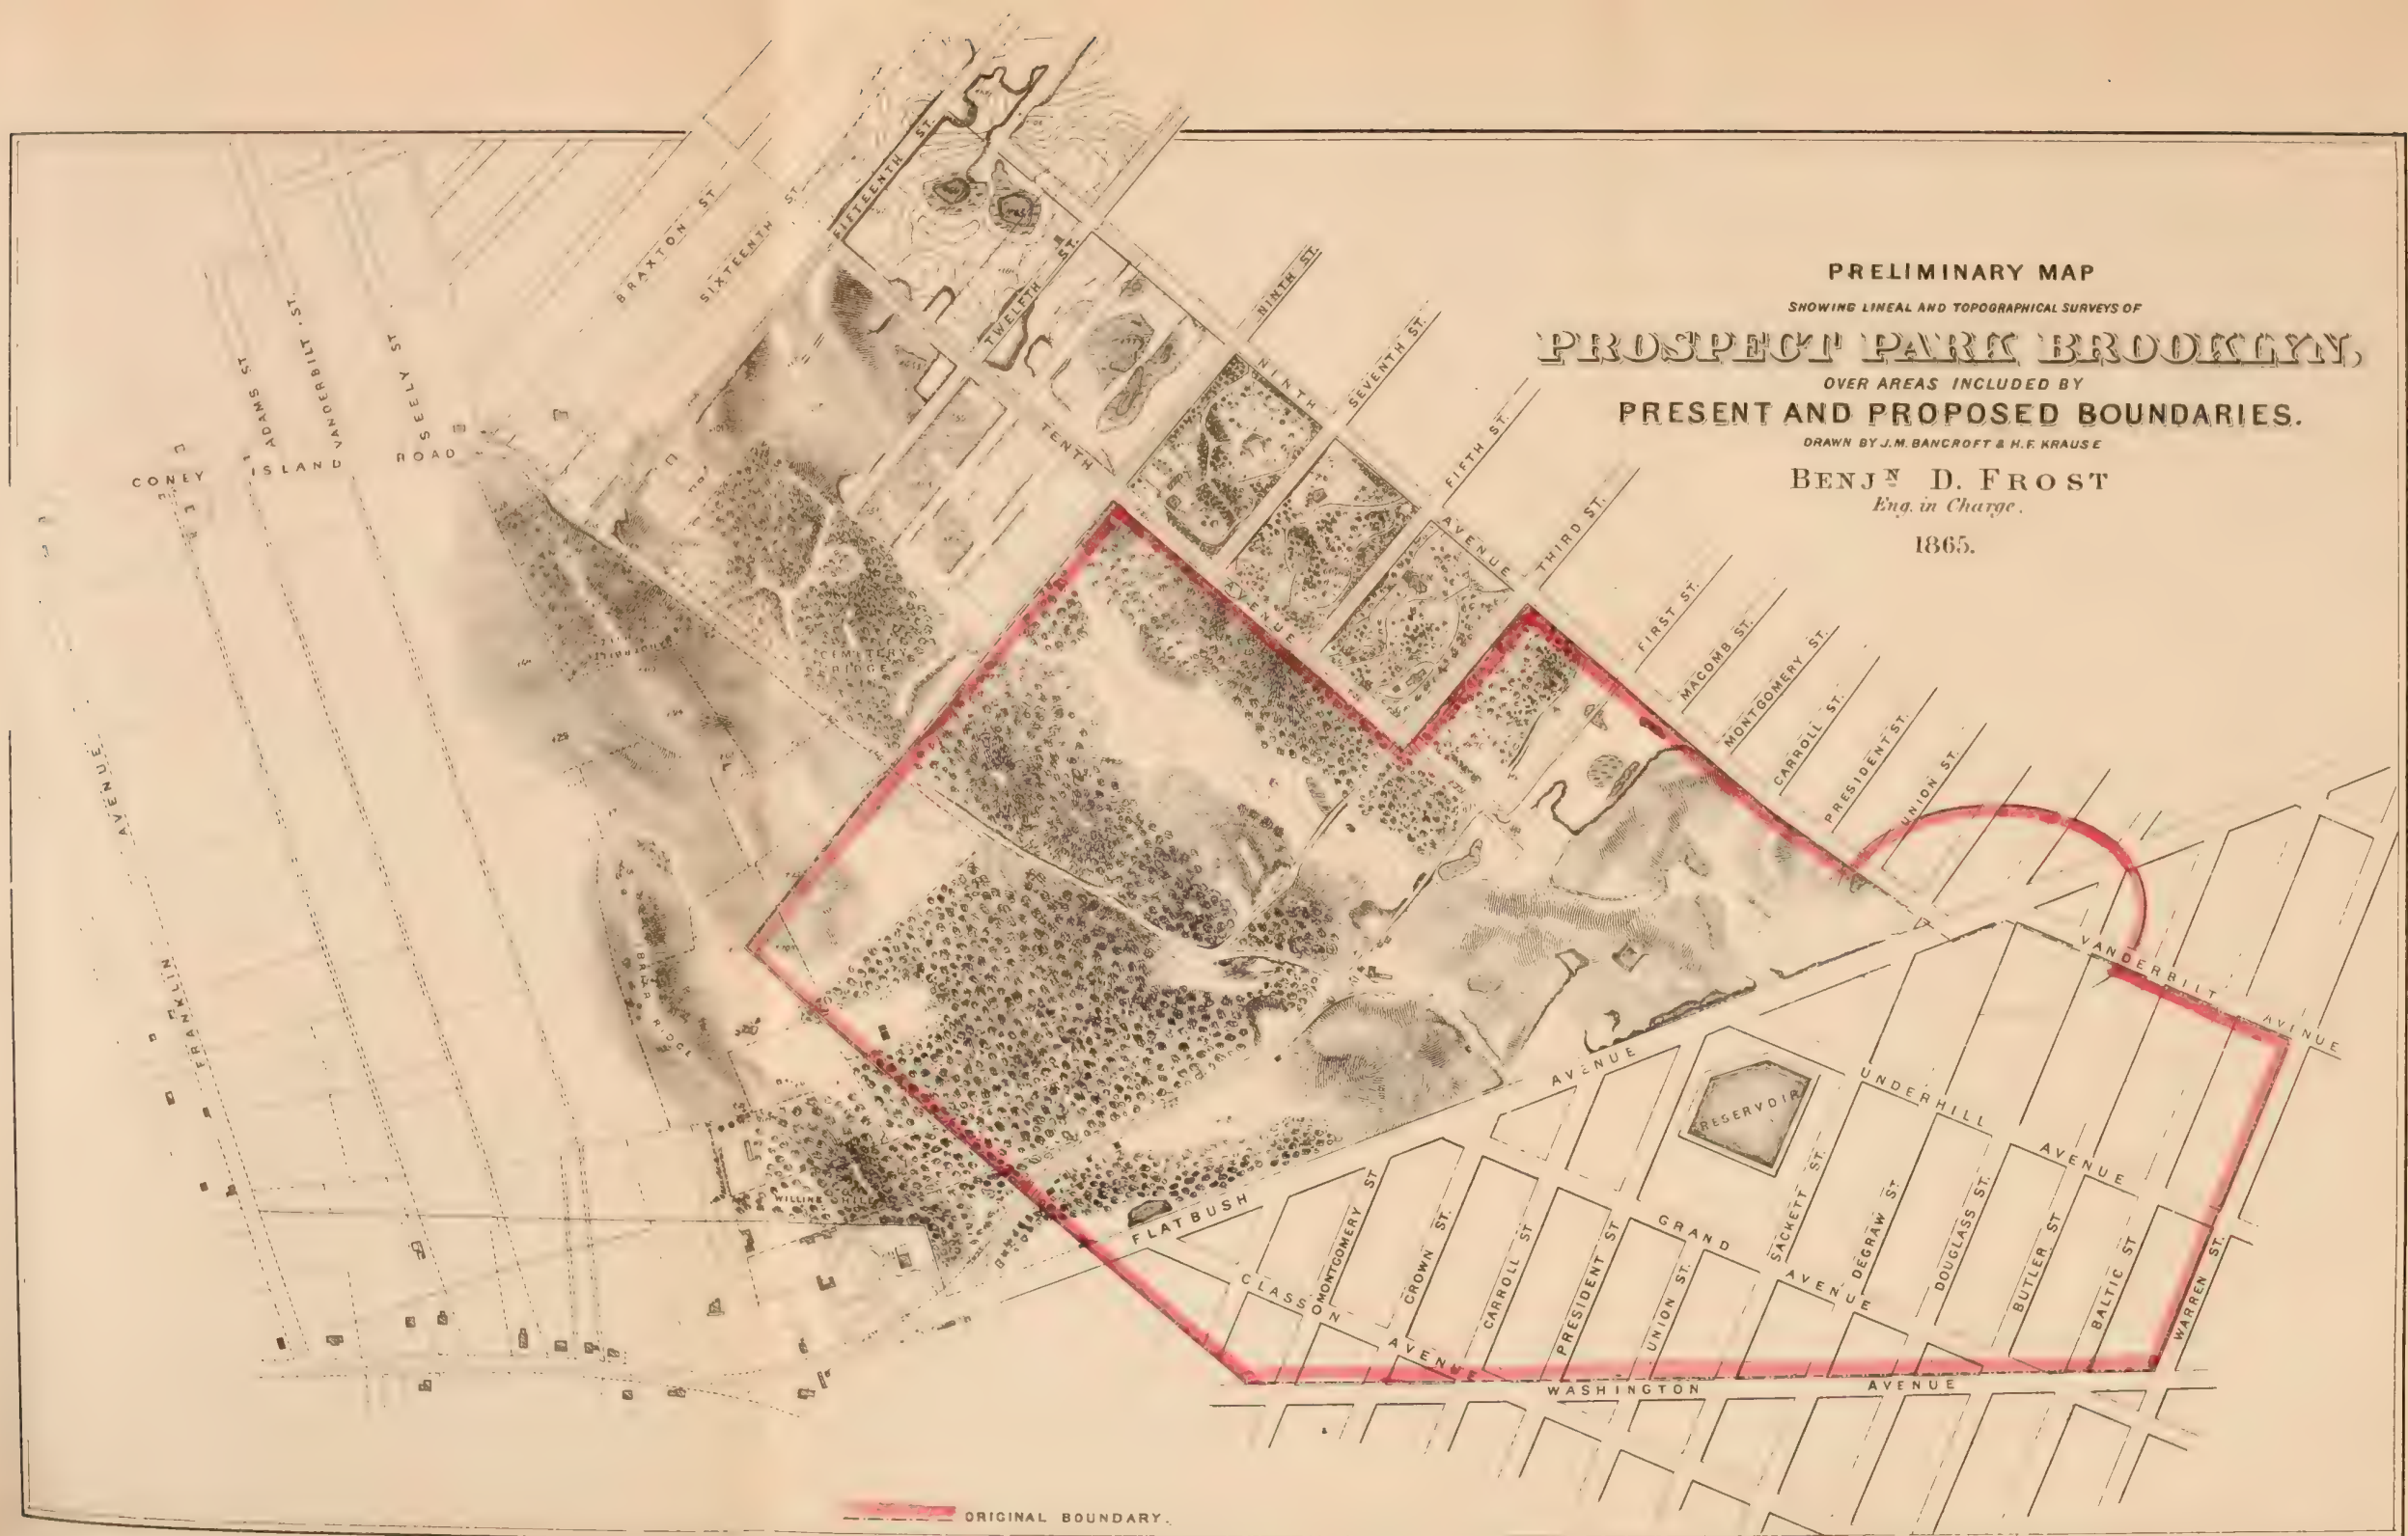 PRELIMINARY MAP
SHOWING LINEAL AND TOPOGRAPHICAL SURVEYS OF
PROSPECT PARK BROOKLYN,
OVER AREAS INCLUDED BY
PRESENT AND PROPOSED BOUNDARIES.
DRAWN BY J.M. BANCROFT & H.F. KRAUSE
BENJN D. FROST
Eng. in Charge.
1865.
BRAXTON ST
SIXTEENTH ST
FIFTEENTH ST.
TWELFTH ST.
NINTH ST.
SEVENTH ST.
FIFTH ST.
THIRD ST.
FIRST ST.
MACOMB ST.
MONTGOMERY ST.
CARROLL ST.
PRESIDENT ST.
UNION ST.
NINTH AVENUE
TENTH AVENUE
ADAMS ST
VANDERBILT ST.
SEELY ST
CONEY ISLAND ROAD
CEMETERY RIDGE
FRANKLIN AVENUE
RIDGE
FLATBUSH AVENUE
RESERVOIR
VANDERBILT AVENUE
UNDERHILL AVENUE
GRAND AVENUE
CLASSON AVENUE
MONTGOMERY ST
CROWN ST.
CARROLL ST
PRESIDENT ST
UNION ST.
SACKETT ST.
DEGRAW ST
DOUGLASS ST.
BUTLER ST
BALTIC ST
WARREN ST.
WASHINGTON AVENUE
ORIGINAL BOUNDARY.